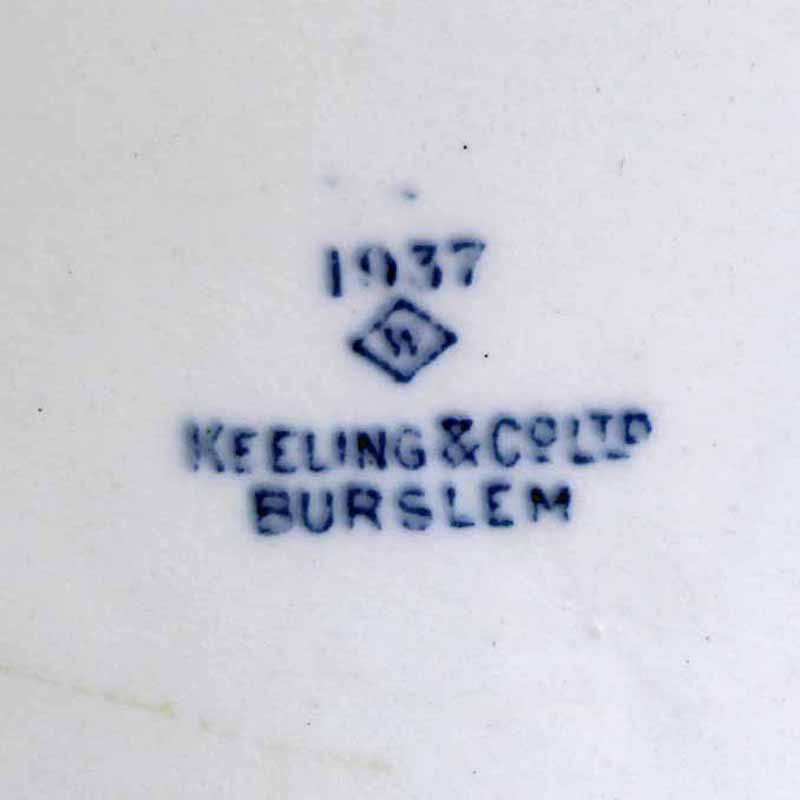 1937
W
KEELING & Co LTD
BURSLEM